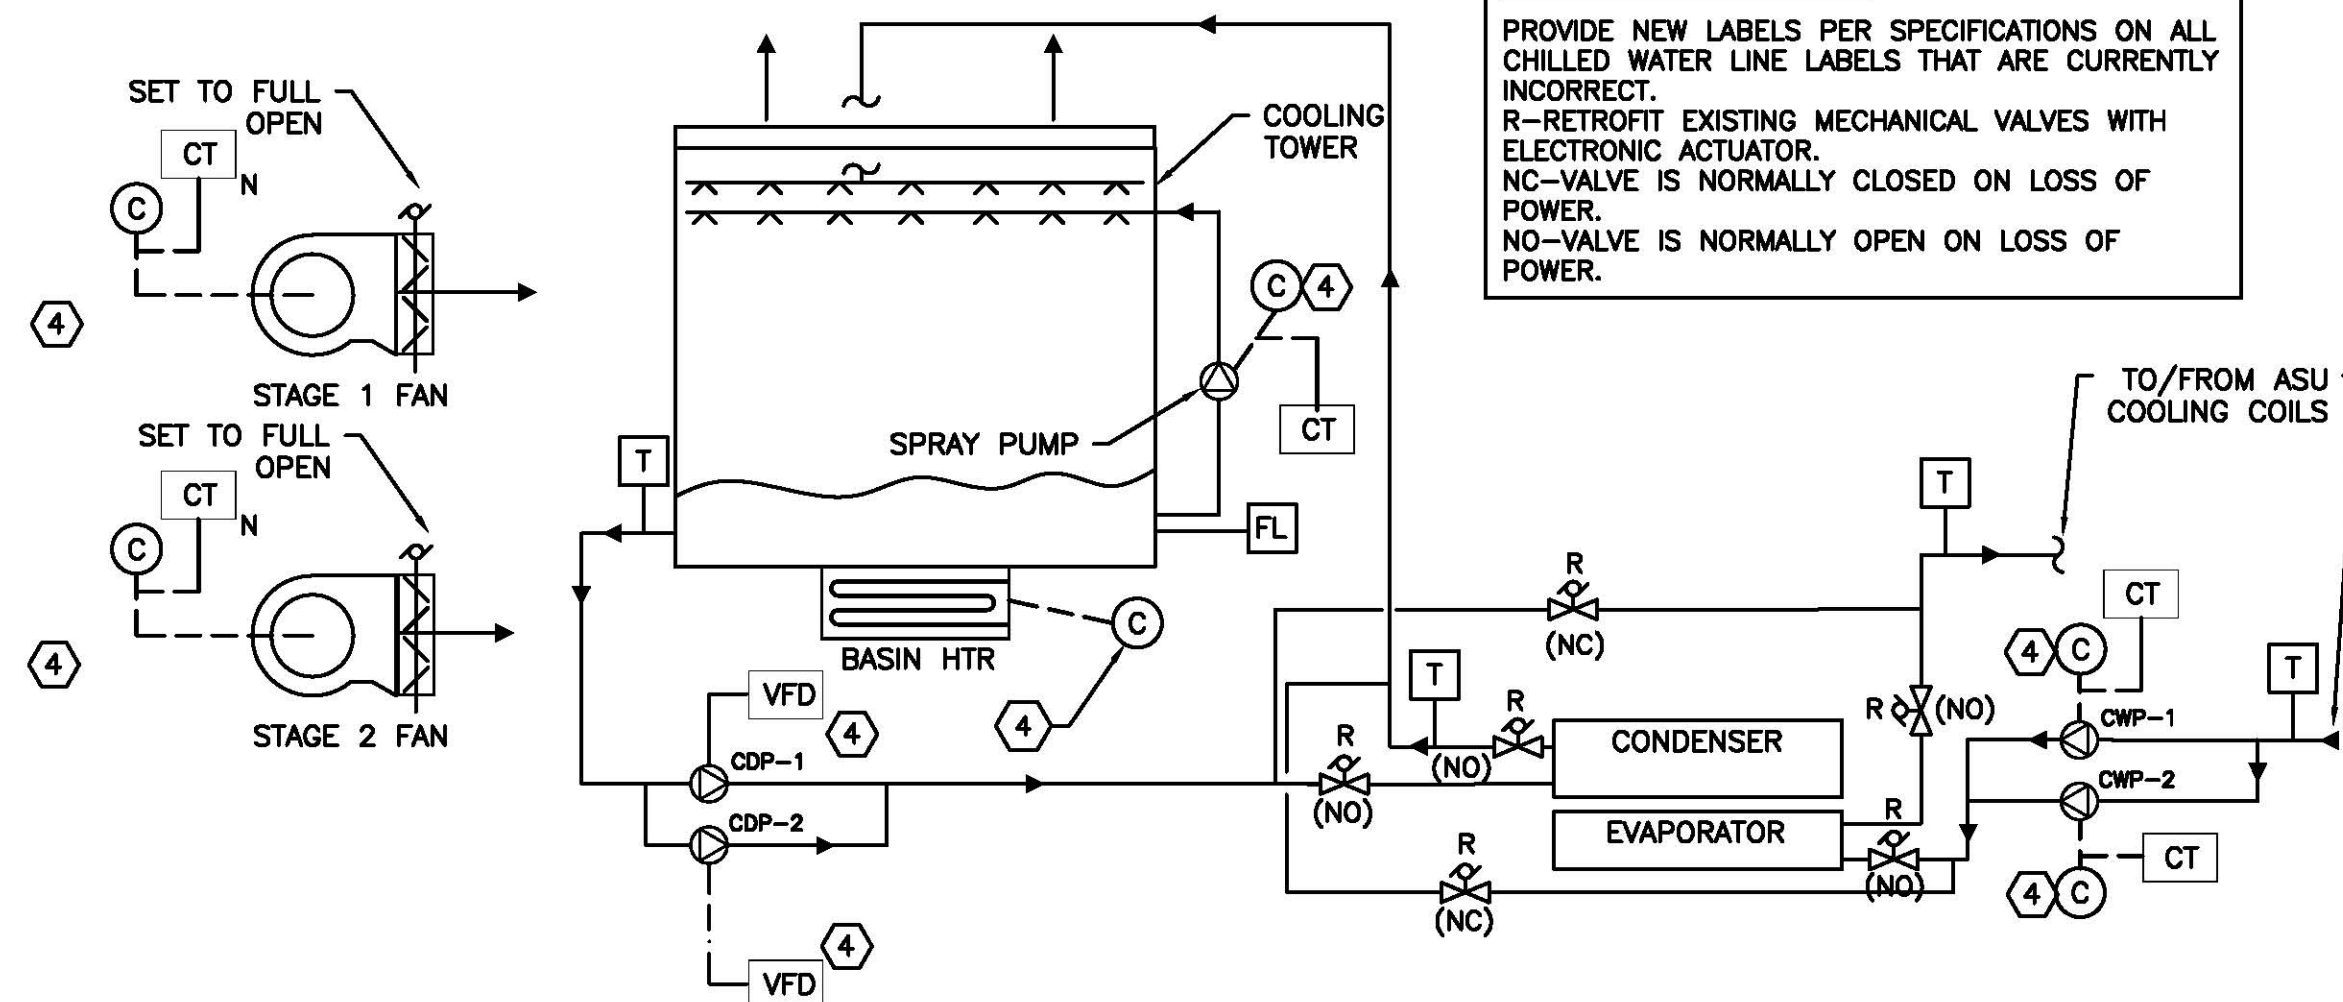 PROVIDE NEW LABELS PER SPECIFICATIONS ON ALL
CHILLED WATER LINE LABELS THAT ARE CURRENTLY
INCORRECT.
R-RETROFIT EXISTING MECHANICAL VALVES WITH
ELECTRONIC ACTUATOR.
NC-VALVE IS NORMALLY CLOSED ON LOSS OF
POWER.
NO-VALVE IS NORMALLY OPEN ON LOSS OF
POWER.
SET TO FULL
OPEN
CT
N
C
4
STAGE 1 FAN
SET TO FULL
OPEN
CT
N
C
4
STAGE 2 FAN
COOLING
TOWER
C
4
CT
SPRAY PUMP
T
FL
BASIN HTR
C
4
VFD
4
CDP-1
CDP-2
4
VFD
TO/FROM ASU
COOLING COILS
T
R
(NC)
T
R
(NO)
R
(NO)
CONDENSER
EVAPORATOR
R
(NO)
R
(NO)
R
(NC)
CT
4
C
T
CWP-1
CWP-2
CT
4
C